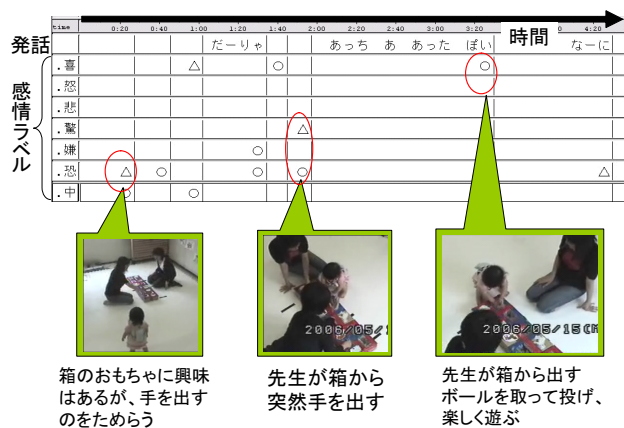 time 0:20 0:40 1:00 1:20 1:40 2:00 2:20 2:40 3:00 3:20 時間 4:20
発話 だーりゃ あっち あ あった ぽい なーに
感情ラベル
.喜 △ ○ ○
.怒
.悲
.驚 △
.嫌 ○
.恐 △ ○ ○ ○ △
.中 ○ ○
2006/05/1
2006/05/15(M
箱のおもちゃに興味
はあるが、手を出す
のをためらう
先生が箱から
突然手を出す
先生が箱から出す
ボールを取って投げ、
楽しく遊ぶ